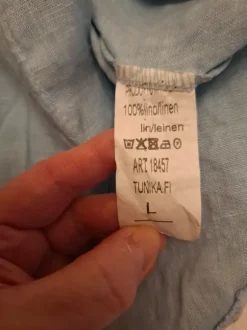 100%lino/linen
lin/leinen
ART 18457
TUNIKA.FI
L